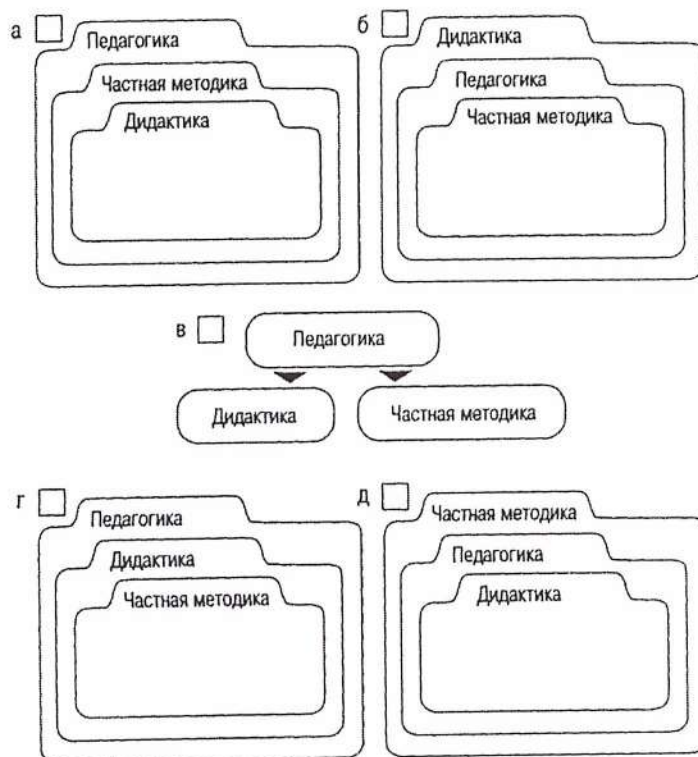 а
Педагогика
Частная методика
Дидактика
б
Дидактика
Педагогика
Частная методика
в
Педагогика
Дидактика
Частная методика
г
Педагогика
Дидактика
Частная методика
д
Частная методика
Педагогика
Дидактика